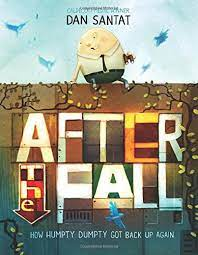 CALDECOTT MEDAL WINNER
DAN SANTAT
AFTER
The
FALL
HOW HUMPTY DUMPTY GOT BACK UP AGAIN